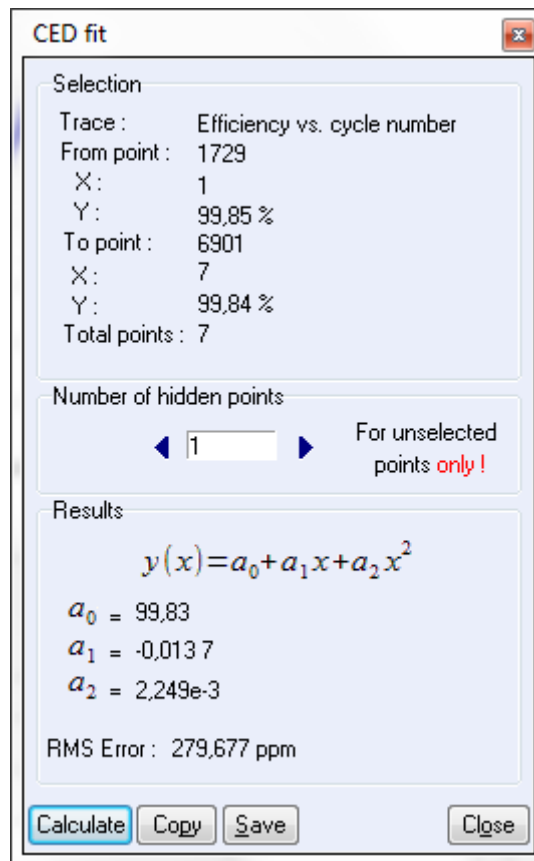 CED fit
Selection
Trace : Efficiency vs. cycle number
From point : 1729
X : 1
Y : 99,85 %
To point : 6901
X : 7
Y : 99,84 %
Total points : 7
Number of hidden points
1
For unselected
points only !
Results
y(x)=a₀+a₁x+a₂x²
a₀ = 99,83
a₁ = -0,013 7
a₂ = 2,249e-3
RMS Error : 279,677 ppm
Calculate Copy Save Close